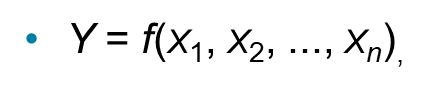 • Y = f(x₁, x₂, ..., xₙ),